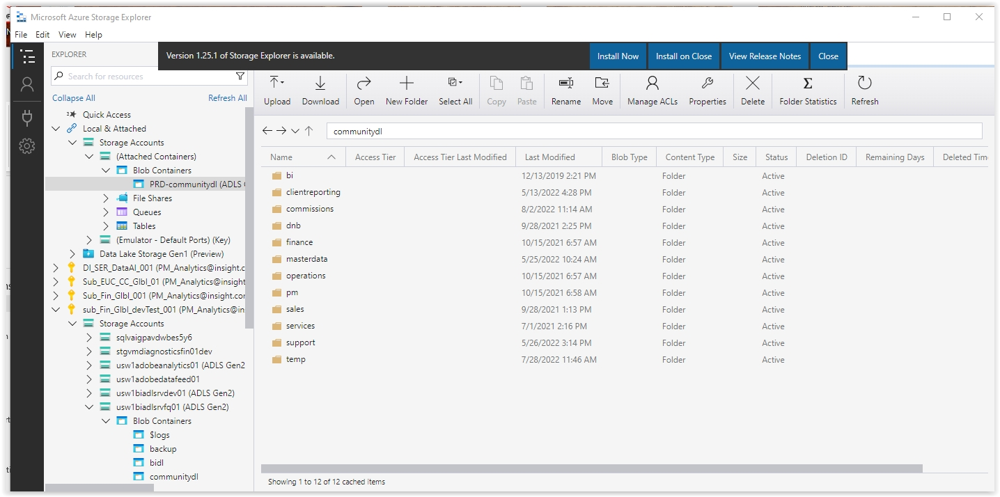 Microsoft Azure Storage Explorer
File Edit View Help
EXPLORER
Version 1.25.1 of Storage Explorer is available.
Install Now
Install on Close
View Release Notes
Close
Search for resources
Collapse All
Refresh All
Quick Access
Local & Attached
Storage Accounts
(Attached Containers)
Blob Containers
PRD-communitydl (ADLS
File Shares
Queues
Tables
(Emulator - Default Ports) (Key)
Data Lake Storage Gen1 (Preview)
DI_SER_DataAI_001 (PM_Analytics@insight.c
Sub_EUC_CC_Glbl_01 (PM_Analytics@insight
Sub_Fin_Glbl_001 (PM_Analytics@insight.cor
sub_Fin_Glbl_devTest_001 (PM_Analytics@in
Storage Accounts
sqlvaigpavdwbes5y6
stgvmdiagnosticsfin01dev
usw1adobeanalytics01 (ADLS Gen2
usw1adobedatafeed01
usw1biadlsrvdev01 (ADLS Gen2)
usw1biadlsrvfq01 (ADLS Gen2)
Blob Containers
$logs
backup
bidl
communitydl
Upload Download Open New Folder Select All Copy Paste Rename Move Manage ACLs Properties Delete Folder Statistics Refresh
communitydl
Name Access Tier Access Tier Last Modified Last Modified Blob Type Content Type Size Status Deletion ID Remaining Days Deleted Time
bi 12/13/2019 2:21 PM Folder Active
clientreporting 5/13/2022 4:28 PM Folder Active
commissions 8/2/2022 11:14 AM Folder Active
dnb 9/28/2021 2:25 PM Folder Active
finance 10/15/2021 6:57 AM Folder Active
masterdata 5/25/2022 10:24 AM Folder Active
operations 10/15/2021 6:57 AM Folder Active
pm 10/15/2021 6:58 AM Folder Active
sales 9/28/2021 1:13 PM Folder Active
services 7/1/2021 2:16 PM Folder Active
support 5/26/2022 3:14 PM Folder Active
temp 7/28/2022 11:46 AM Folder Active
Showing 1 to 12 of 12 cached items